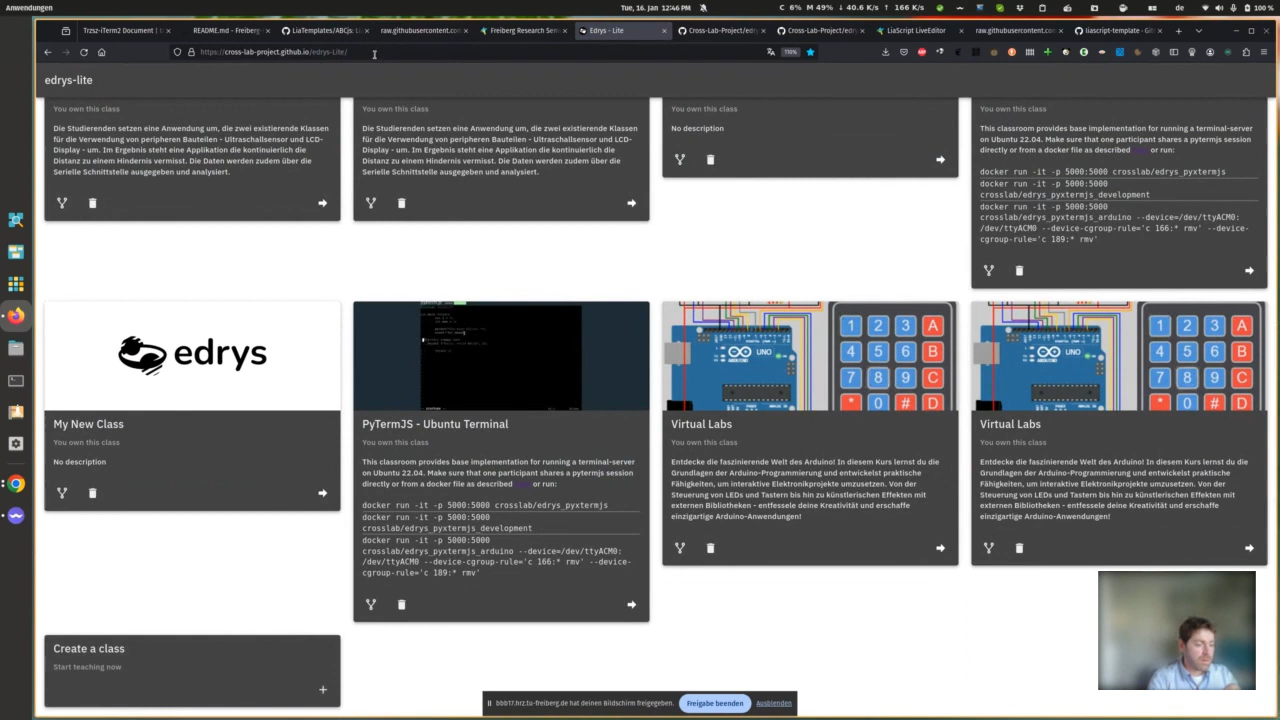 Anwendungen
Tue, 16. Jan. 12:46 PM
C 6% M 49% ↓ 40.6 K/s ↑ 166 K/s
de
100 %
Trzsz-iTerm2 Document | t
README.md - Freiberg
LiaTemplates/ABCjs: Li
raw.githubusercontent.co
Freiberg Research Sem
Edrys - Lite
Cross-Lab-Project/edry
Cross-Lab-Project/edry
LiaScript LiveEditor
raw.githubusercontent.co
liascript-template - Git
https://cross-lab-project.github.io/edrys-Lite/
110%
edrys-lite
You own this class
Die Studierenden setzen eine Anwendung um, die zwei existierende Klassen
für die Verwendung von peripheren Bauteilen - Ultraschallsensor und LCD-
Display - um. Im Ergebnis steht eine Applikation die kontinuierlich die
Distanz zu einem Hindernis vermisst. Die Daten werden zudem über die
Serielle Schnittstelle ausgegeben und analysiert.
You own this class
Die Studierenden setzen eine Anwendung um, die zwei existierende Klassen
für die Verwendung von peripheren Bauteilen - Ultraschallsensor und LCD-
Display - um. Im Ergebnis steht eine Applikation die kontinuierlich die
Distanz zu einem Hindernis vermisst. Die Daten werden zudem über die
Serielle Schnittstelle ausgegeben und analysiert.
You own this class
No description
You own this class
This classroom provides base implementation for running a terminal-server
on Ubuntu 22.04. Make sure that one participant shares a pytermjs session
directly or from a docker file as described or run:
docker run -it -p 5000:5000 crosslab/edrys_pyxtermjs
docker run -it -p 5000:5000
crosslab/edrys_pyxtermjs_development
docker run -it -p 5000:5000
crosslab/edrys_pyxtermjs_arduino --device=/dev/ttyACM0:
/dev/ttyACM0 --device-cgroup-rule='c 166:* rmv' --device-
cgroup-rule='c 189:* rmv'
edrys
My New Class
You own this class
No description
PyTermJS - Ubuntu Terminal
You own this class
This classroom provides base implementation for running a terminal-server
on Ubuntu 22.04. Make sure that one participant shares a pytermjs session
directly or from a docker file as described or run:
docker run -it -p 5000:5000 crosslab/edrys_pyxtermjs
docker run -it -p 5000:5000
crosslab/edrys_pyxtermjs_development
docker run -it -p 5000:5000
crosslab/edrys_pyxtermjs_arduino --device=/dev/ttyACM0:
/dev/ttyACM0 --device-cgroup-rule='c 166:* rmv' --device-
cgroup-rule='c 189:* rmv'
UNO
ARDUINO
1 2 3 A
4 5 6 B
7 8 9 C
* 0 # D
Virtual Labs
You own this class
Entdecke die faszinierende Welt des Arduino! In diesem Kurs lernst du die
Grundlagen der Arduino-Programmierung und entwickelst praktische
Fähigkeiten, um interaktive Elektronikprojekte umzusetzen. Von der
Steuerung von LEDs und Tastern bis hin zu künstlerischen Effekten mit
externen Bibliotheken - entfessele deine Kreativität und erschaffe
einzigartige Arduino-Anwendungen!
UNO
ARDUINO
1 2 3 A
4 5 6 B
7 8 9 C
* 0 # D
Virtual Labs
You own this class
Entdecke die faszinierende Welt des Arduino! In diesem Kurs lernst du die
Grundlagen der Arduino-Programmierung und entwickelst praktische
Fähigkeiten, um interaktive Elektronikprojekte umzusetzen. Von der
Steuerung von LEDs und Tastern bis hin zu künstlerischen Effekten mit
externen Bibliotheken - entfessele deine Kreativität und erschaffe
einzigartige Arduino-Anwendungen!
Create a class
Start teaching now
bbb17.hrz.tu-freiberg.de hat deinen Bildschirm freigegeben.
Freigabe beenden
Ausblenden